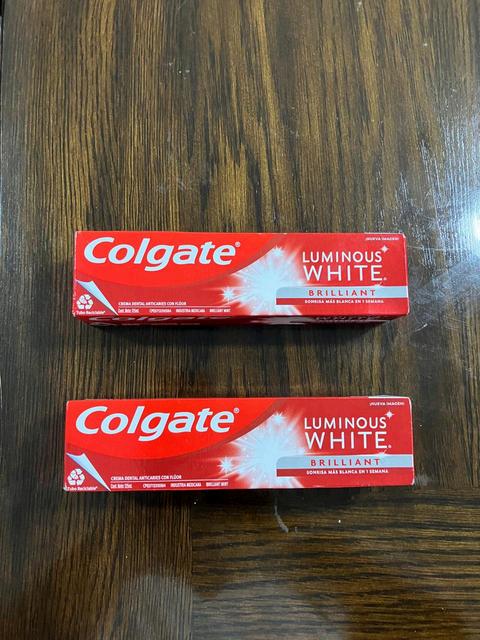 ¡NUEVA IMAGEN!
Colgate®
LUMINOUS
WHITE®
BRILLIANT
SONRISA MÁS BLANCA EN 1 SEMANA
CREMA DENTAL ANTICARIES CON FLÚOR
INDUSTRIA MEXICANA BRILLIANT MINT
Tubo Reciclable*
Colgate
¡NUEVA IMAGEN!
Colgate®
LUMINOUS
WHITE®
BRILLIANT
SONRISA MÁS BLANCA EN 1 SEMANA
CREMA DENTAL ANTICARIES CON FLÚOR
INDUSTRIA MEXICANA BRILLIANT MINT
Tubo Reciclable*